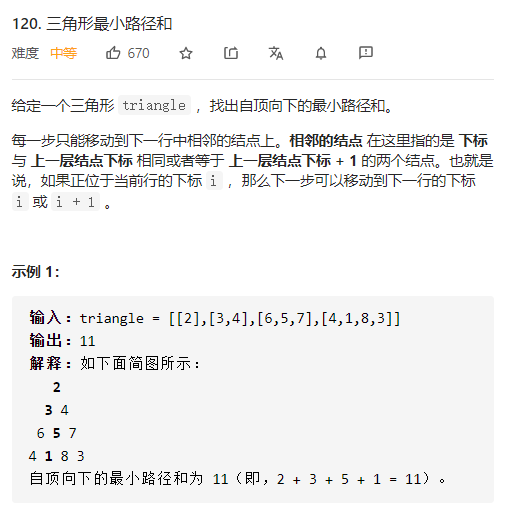 120. 三角形最小路径和
难度 中等 670
给定一个三角形 triangle ，找出自顶向下的最小路径和。
每一步只能移动到下一行中相邻的结点上。相邻的结点 在这里指的是 下标
与 上一层结点下标 相同或者等于 上一层结点下标 + 1 的两个结点。也就是
说，如果正位于当前行的下标 i ，那么下一步可以移动到下一行的下标
i 或 i + 1 。
示例 1：
输入：triangle = [[2],[3,4],[6,5,7],[4,1,8,3]]
输出：11
解释：如下面简图所示：
2
3 4
6 5 7
4 1 8 3
自顶向下的最小路径和为 11（即，2 + 3 + 5 + 1 = 11）。